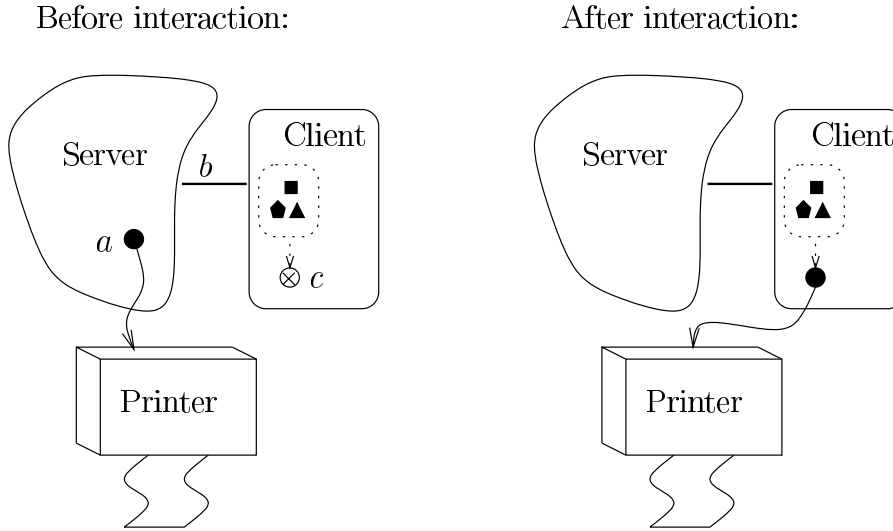 Before interaction:
Server
b
Client
a
c
Printer
After interaction:
Server
Client
Printer